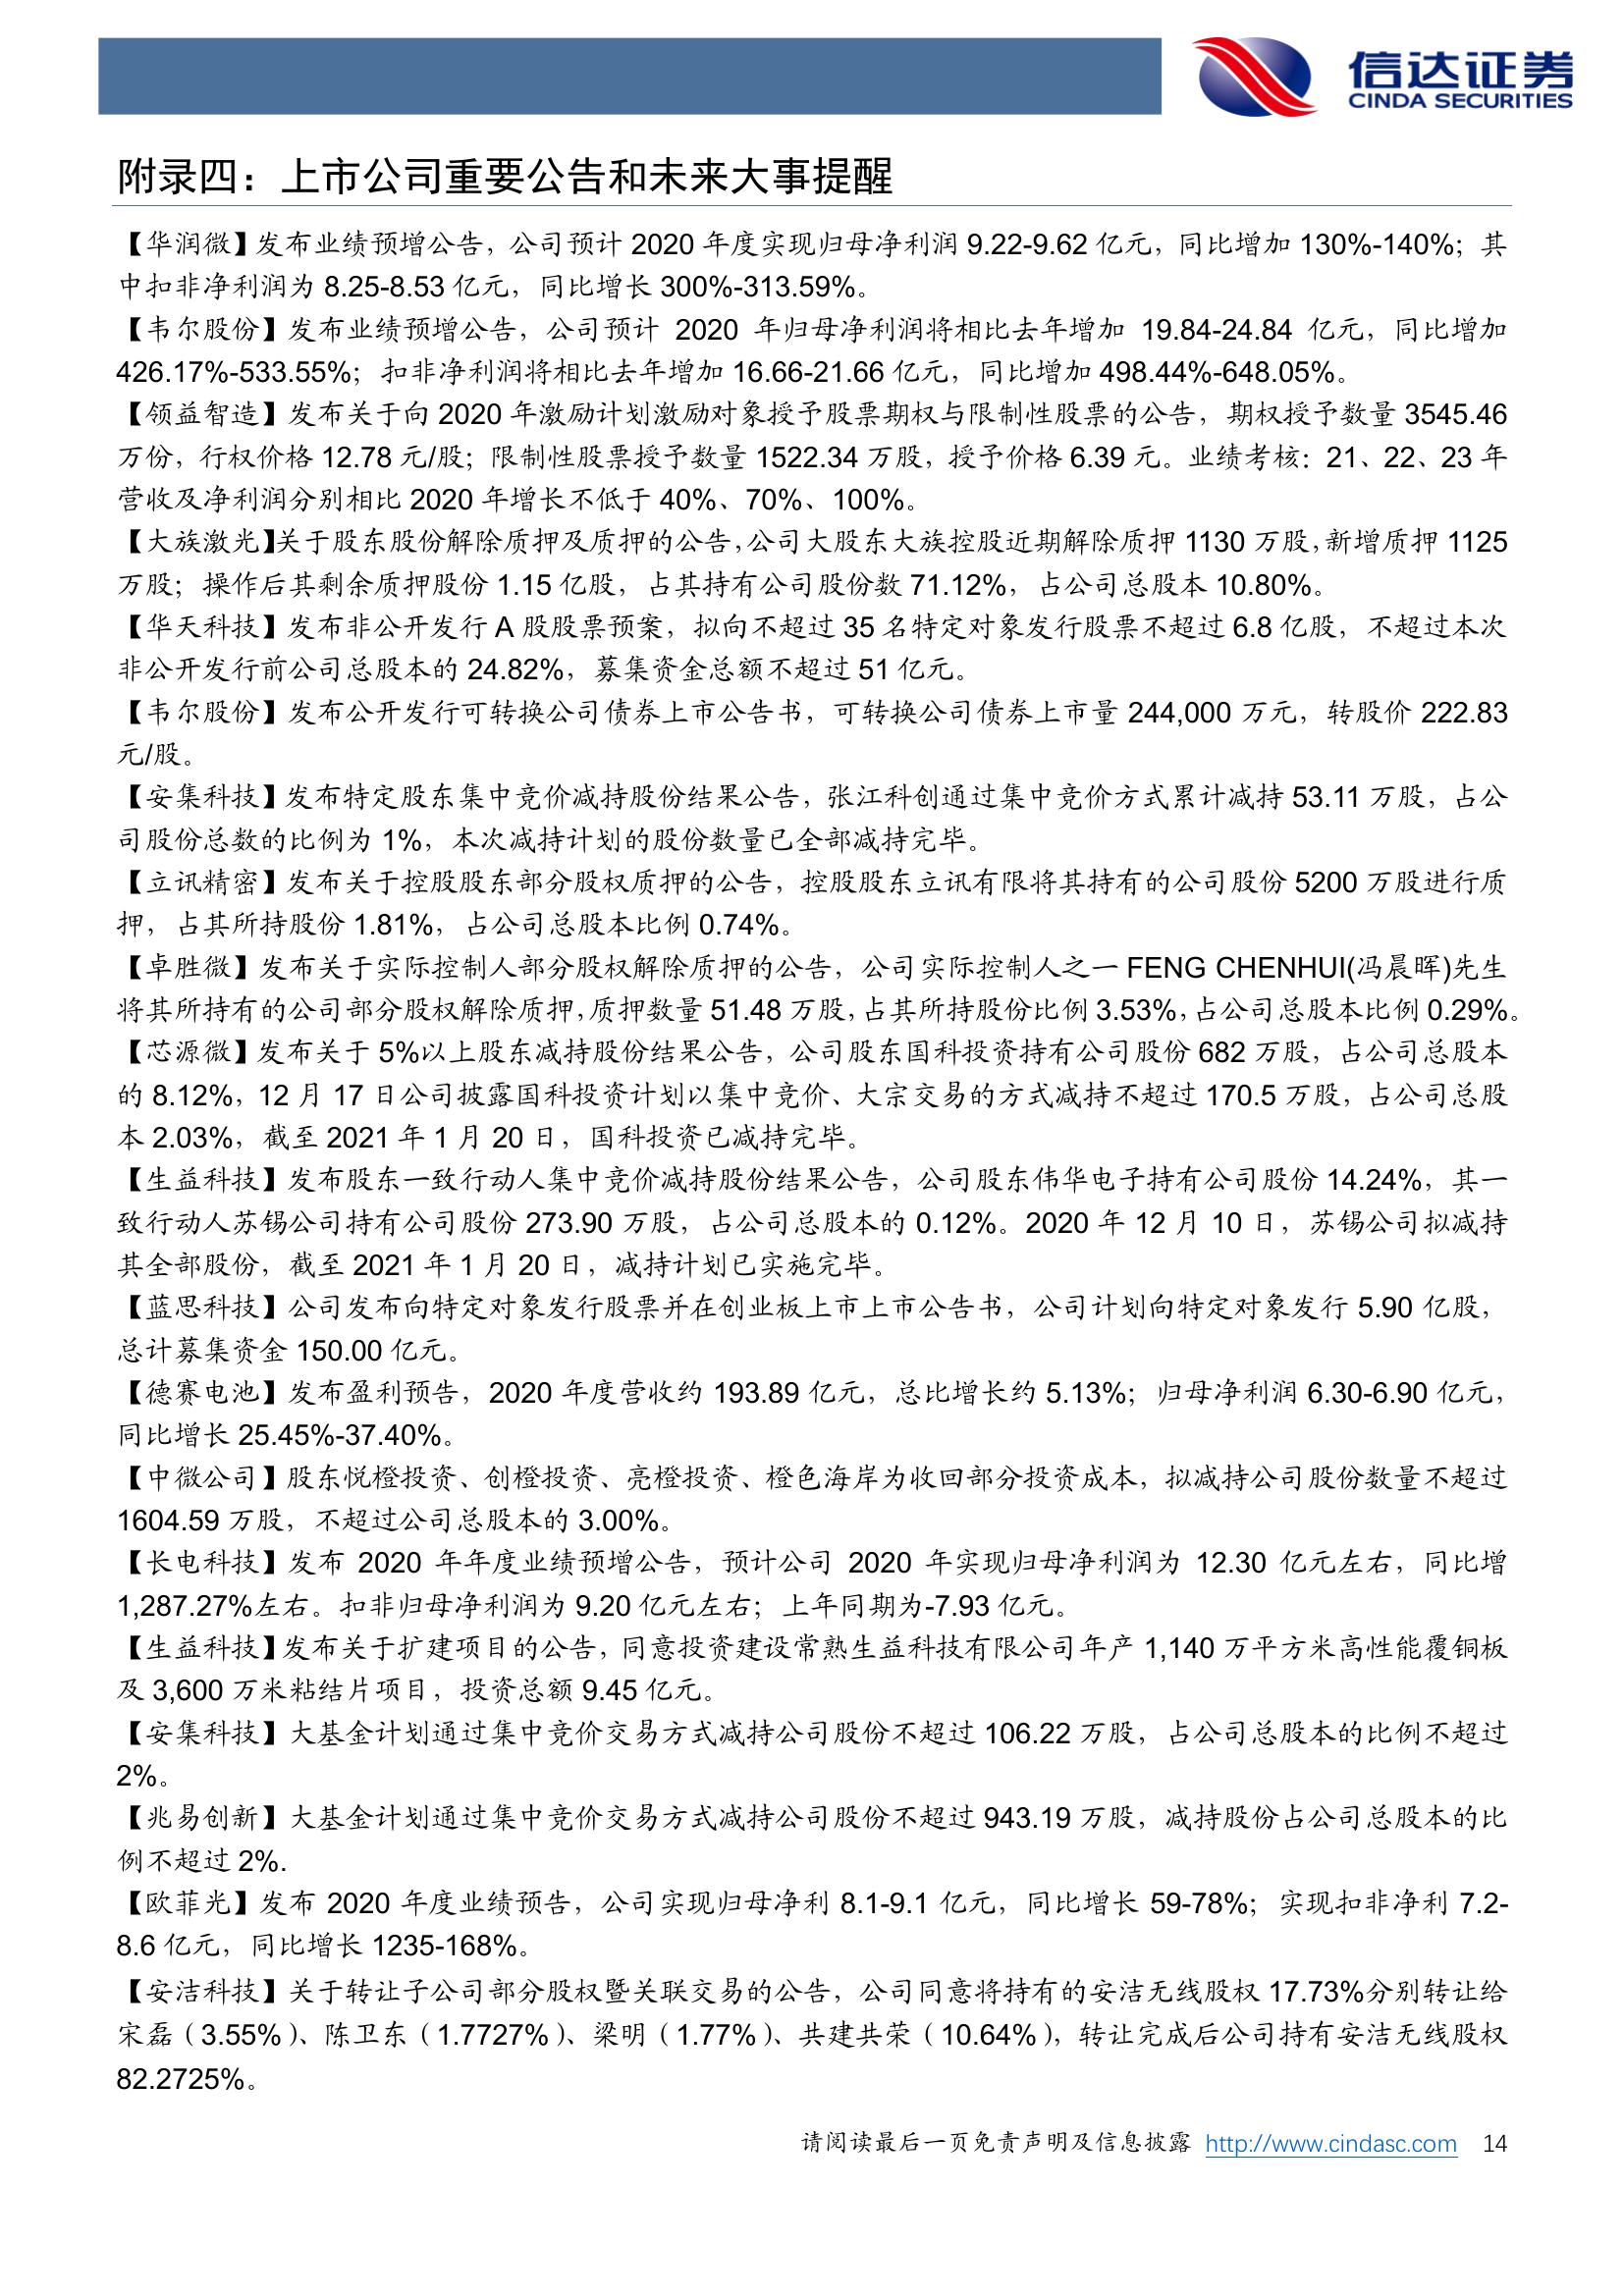 信达证券
CINDA SECURITIES
附录四：上市公司重要公告和未来大事提醒
【华润微】发布业绩预增公告，公司预计 2020 年度实现归母净利润 9.22-9.62 亿元，同比增加 130%-140%；其
中扣非净利润为 8.25-8.53 亿元，同比增长 300%-313.59%。
【韦尔股份】发布业绩预增公告，公司预计 2020 年归母净利润将相比去年增加 19.84-24.84 亿元，同比增加
426.17%-533.55%；扣非净利润将相比去年增加 16.66-21.66 亿元，同比增加 498.44%-648.05%。
【领益智造】发布关于向 2020 年激励计划激励对象授予股票期权与限制性股票的公告，期权授予数量 3545.46
万份，行权价格 12.78 元/股；限制性股票授予数量 1522.34 万股，授予价格 6.39 元。业绩考核：21、22、23 年
营收及净利润分别相比 2020 年增长不低于 40%、70%、100%。
【大族激光】关于股东股份解除质押及质押的公告，公司大股东大族控股近期解除质押 1130 万股，新增质押 1125
万股；操作后其剩余质押股份 1.15 亿股，占其持有公司股份数 71.12%，占公司总股本 10.80%。
【华天科技】发布非公开发行 A 股股票预案，拟向不超过 35 名特定对象发行股票不超过 6.8 亿股，不超过本次
非公开发行前公司总股本的 24.82%，募集资金总额不超过 51 亿元。
【韦尔股份】发布公开发行可转换公司债券上市公告书，可转换公司债券上市量 244,000 万元，转股价 222.83
元/股。
【安集科技】发布特定股东集中竞价减持股份结果公告，张江科创通过集中竞价方式累计减持 53.11 万股，占公
司股份总数的比例为 1%，本次减持计划的股份数量已全部减持完毕。
【立讯精密】发布关于控股股东部分股权质押的公告，控股股东立讯有限将其持有的公司股份 5200 万股进行质
押，占其所持股份 1.81%，占公司总股本比例 0.74%。
【卓胜微】发布关于实际控制人部分股权解除质押的公告，公司实际控制人之一 FENG CHENHUI(冯晨晖)先生
将其所持有的公司部分股权解除质押，质押数量 51.48 万股，占其所持股份比例 3.53%，占公司总股本比例 0.29%。
【芯源微】发布关于 5%以上股东减持股份结果公告，公司股东国科投资持有公司股份 682 万股，占公司总股本
的 8.12%，12 月 17 日公司披露国科投资计划以集中竞价、大宗交易的方式减持不超过 170.5 万股，占公司总股
本 2.03%，截至 2021 年 1 月 20 日，国科投资已减持完毕。
【生益科技】发布股东一致行动人集中竞价减持股份结果公告，公司股东伟华电子持有公司股份 14.24%，其一
致行动人苏锡公司持有公司股份 273.90 万股，占公司总股本的 0.12%。2020 年 12 月 10 日，苏锡公司拟减持
其全部股份，截至 2021 年 1 月 20 日，减持计划已实施完毕。
【蓝思科技】公司发布向特定对象发行股票并在创业板上市上市公告书，公司计划向特定对象发行 5.90 亿股，
总计募集资金 150.00 亿元。
【德赛电池】发布盈利预告，2020 年度营收约 193.89 亿元，总比增长约 5.13%；归母净利润 6.30-6.90 亿元，
同比增长 25.45%-37.40%。
【中微公司】股东悦橙投资、创橙投资、亮橙投资、橙色海岸为收回部分投资成本，拟减持公司股份数量不超过
1604.59 万股，不超过公司总股本的 3.00%。
【长电科技】发布 2020 年年度业绩预增公告，预计公司 2020 年实现归母净利润为 12.30 亿元左右，同比增
1,287.27%左右。扣非归母净利润为 9.20 亿元左右；上年同期为-7.93 亿元。
【生益科技】发布关于扩建项目的公告，同意投资建设常熟生益科技有限公司年产 1,140 万平方米高性能覆铜板
及 3,600 万米粘结片项目，投资总额 9.45 亿元。
【安集科技】大基金计划通过集中竞价交易方式减持公司股份不超过 106.22 万股，占公司总股本的比例不超过
2%。
【兆易创新】大基金计划通过集中竞价交易方式减持公司股份不超过 943.19 万股，减持股份占公司总股本的比
例不超过 2%.
【欧菲光】发布 2020 年度业绩预告，公司实现归母净利 8.1-9.1 亿元，同比增长 59-78%；实现扣非净利 7.2-
8.6 亿元，同比增长 1235-168%。
【安洁科技】关于转让子公司部分股权暨关联交易的公告，公司同意将持有的安洁无线股权 17.73%分别转让给
宋磊（3.55%）、陈卫东（1.7727%）、梁明（1.77%）、共建共荣（10.64%），转让完成后公司持有安洁无线股权
82.2725%。
请阅读最后一页免责声明及信息披露 http://www.cindasc.com 14